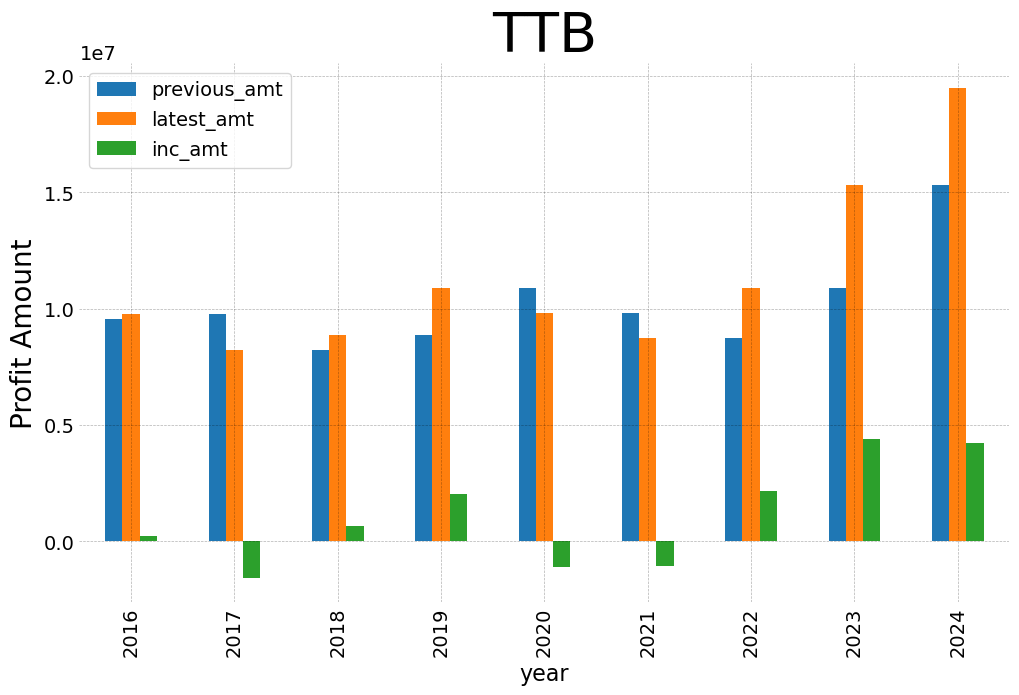 TTB
1e7
previous_amt
latest_amt
inc_amt
2.0
1.5
1.0
0.5
0.0
Profit Amount
2016 2017 2018 2019 2020 2021 2022 2023 2024
year